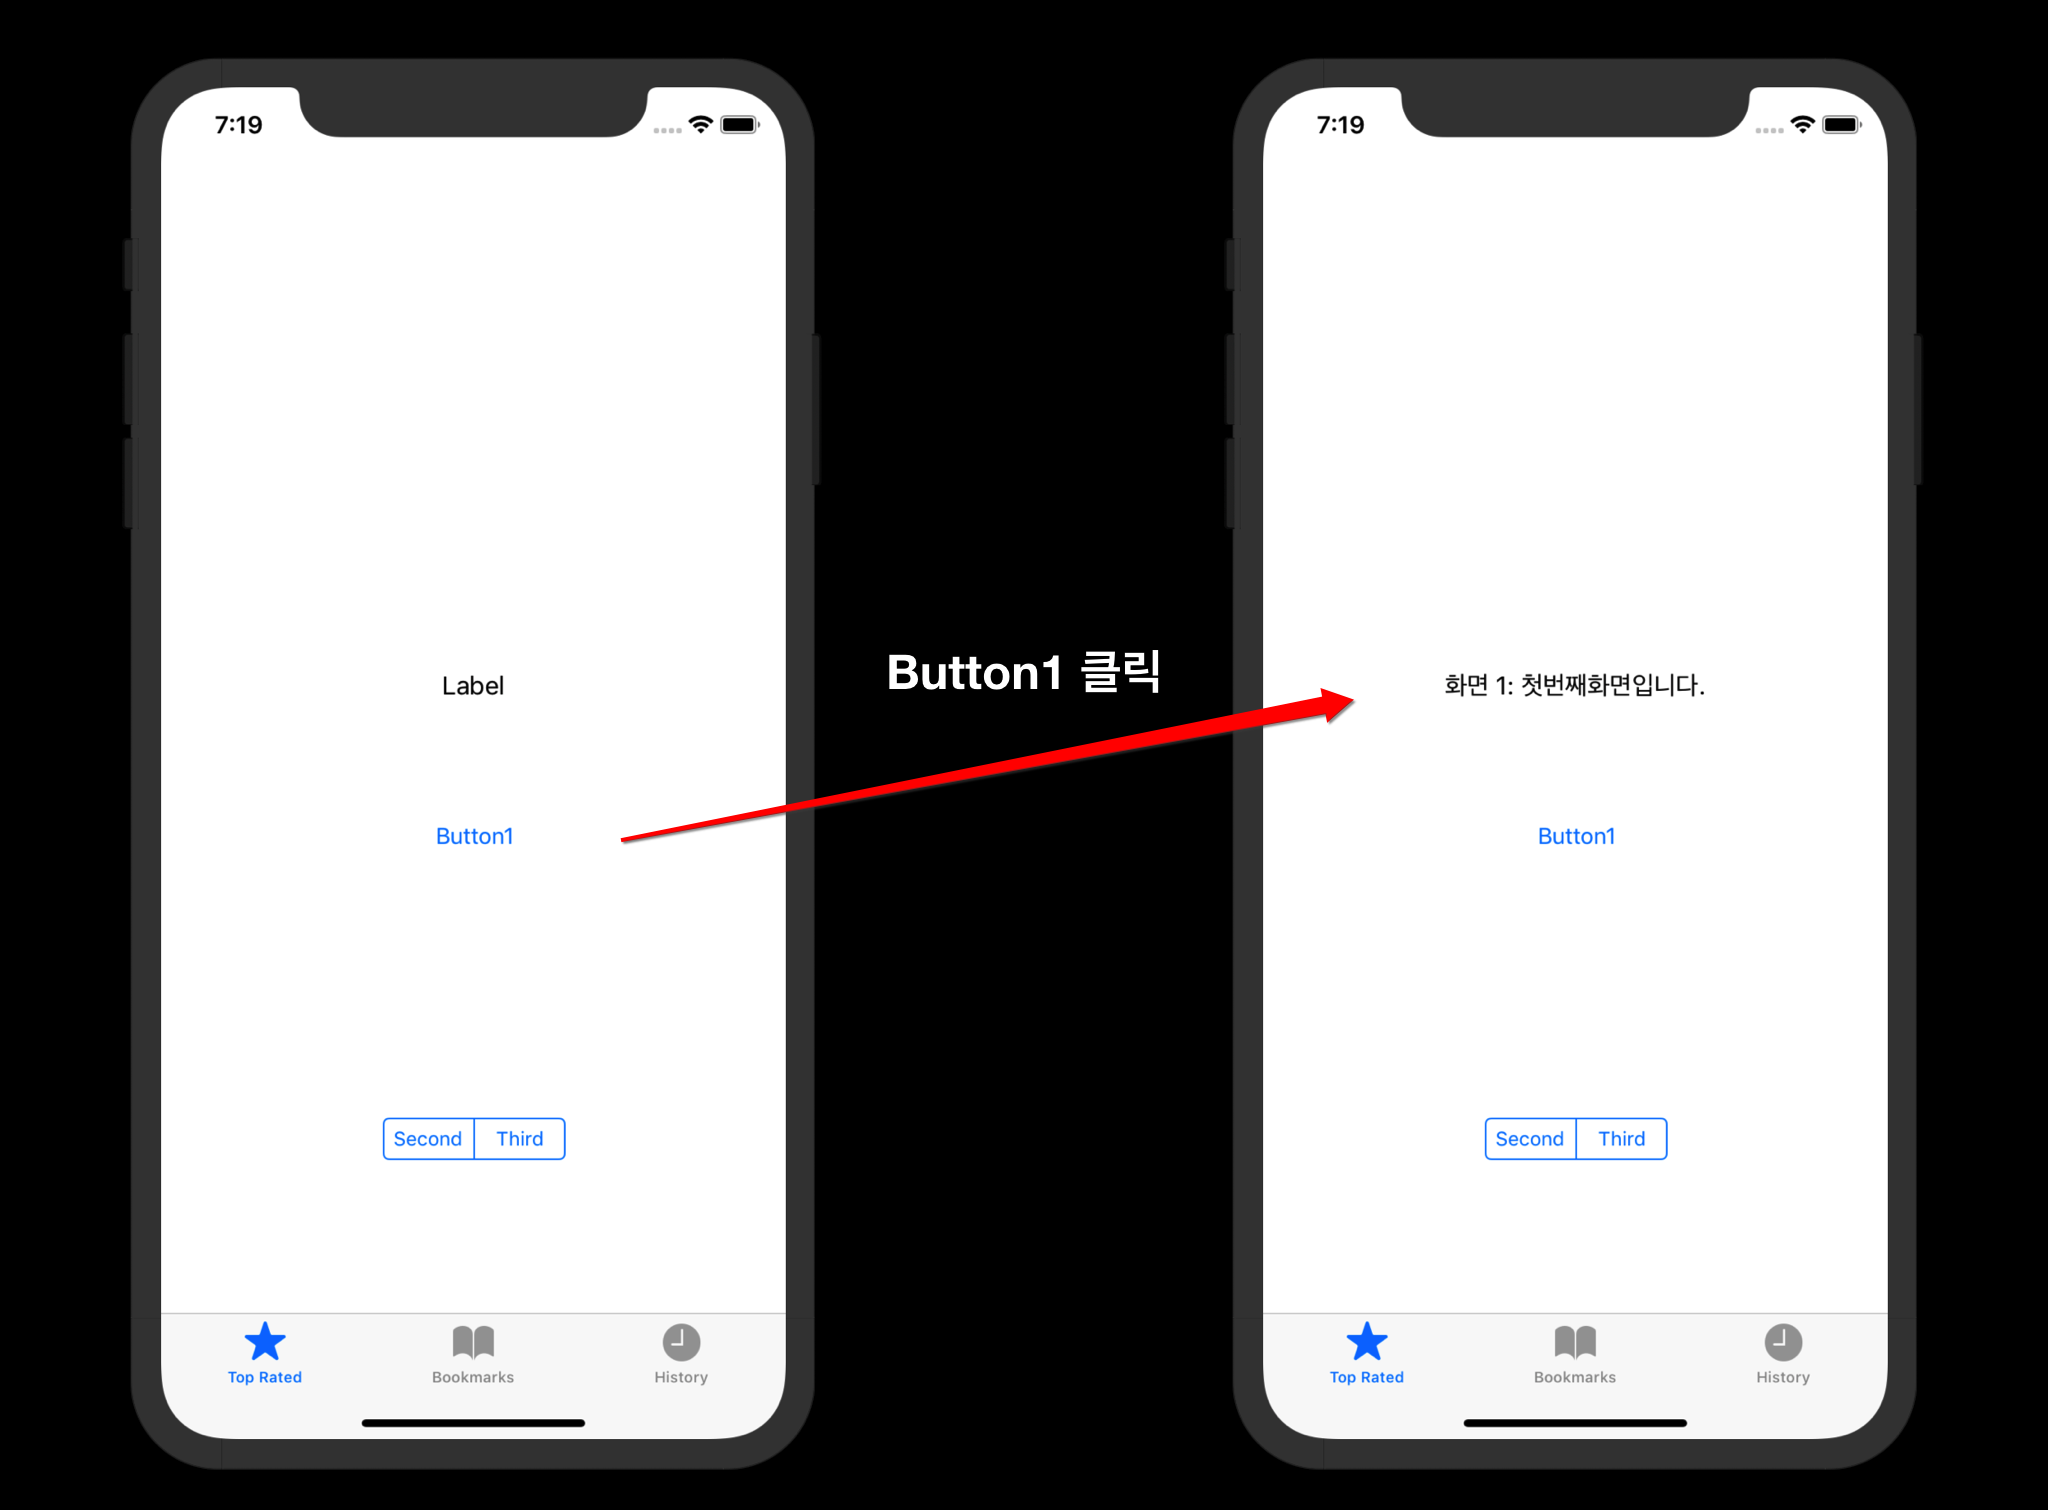 7:19
Label
Button1
Second Third
Top Rated Bookmarks History
Button1 클릭
7:19
화면 1: 첫번째화면입니다.
Button1
Second Third
Top Rated Bookmarks History